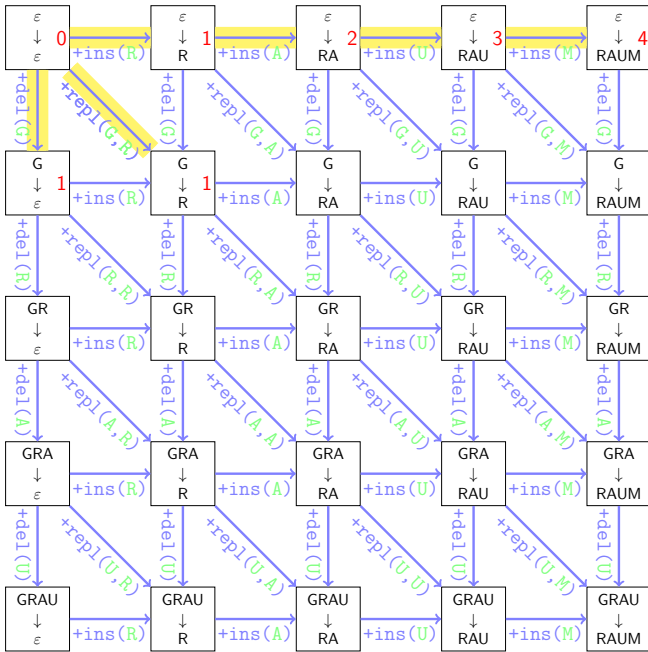 ε ε ε ε ε
↓ 0 ↓ 1 ↓ 2 ↓ 3 ↓ 4
ε +ins(R) R +ins(A) RA +ins(U) RAU +ins(M) RAUM
+del(G) +repl(G,R) +del(G) +repl(G,A) +del(G) +repl(G,U) +del(G) +repl(G,M) +del(G)
G G G G G
↓ 1 ↓ 1 ↓ ↓ ↓
ε +ins(R) R +ins(A) RA +ins(U) RAU +ins(M) RAUM
+del(R) +repl(R,R) +del(R) +repl(R,A) +del(R) +repl(R,U) +del(R) +repl(R,M) +del(R)
GR GR GR GR GR
↓ ↓ ↓ ↓ ↓
ε +ins(R) R +ins(A) RA +ins(U) RAU +ins(M) RAUM
+del(A) +repl(A,R) +del(A) +repl(A,A) +del(A) +repl(A,U) +del(A) +repl(A,M) +del(A)
GRA GRA GRA GRA GRA
↓ ↓ ↓ ↓ ↓
ε +ins(R) R +ins(A) RA +ins(U) RAU +ins(M) RAUM
+del(U) +repl(U,R) +del(U) +repl(U,A) +del(U) +repl(U,U) +del(U) +repl(U,M) +del(U)
GRAU GRAU GRAU GRAU GRAU
↓ ↓ ↓ ↓ ↓
ε +ins(R) R +ins(A) RA +ins(U) RAU +ins(M) RAUM